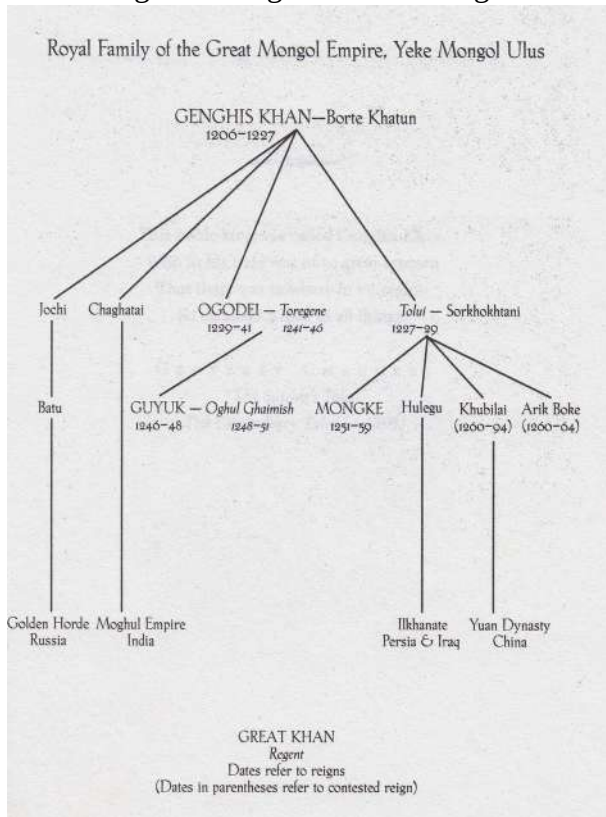 Royal Family of the Great Mongol Empire, Yeke Mongol Ulus
GENGHIS KHAN—Borte Khatun
1206–1227
Jochi Chaghatai OGODEI — Toregene Tolui — Sorkhokhtani
1229–41 1241–46 1227–29
Batu GUYUK — Oghul Ghaimish MONGKE Hulegu Khubilai Arik Boke
1246–48 1248–51 1251–59 (1260–94) (1260–64)
Golden Horde Moghul Empire Ilkhanate Yuan Dynasty
Russia India Persia & Iraq China
GREAT KHAN
Regent
Dates refer to reigns
(Dates in parentheses refer to contested reign)